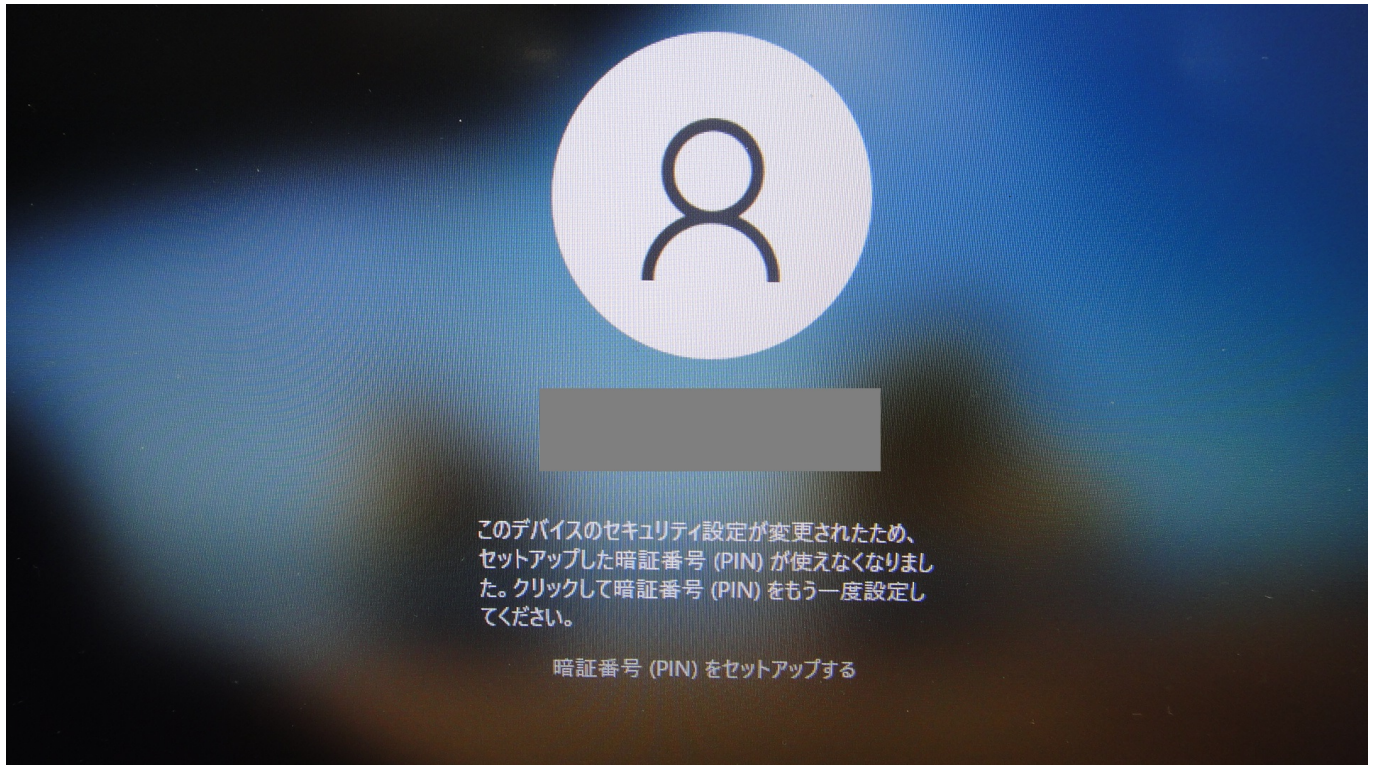 このデバイスのセキュリティ設定が変更されたため、
セットアップした暗証番号 (PIN) が使えなくなりまし
た。クリックして暗証番号 (PIN) をもう一度設定し
てください。
暗証番号 (PIN) をセットアップする